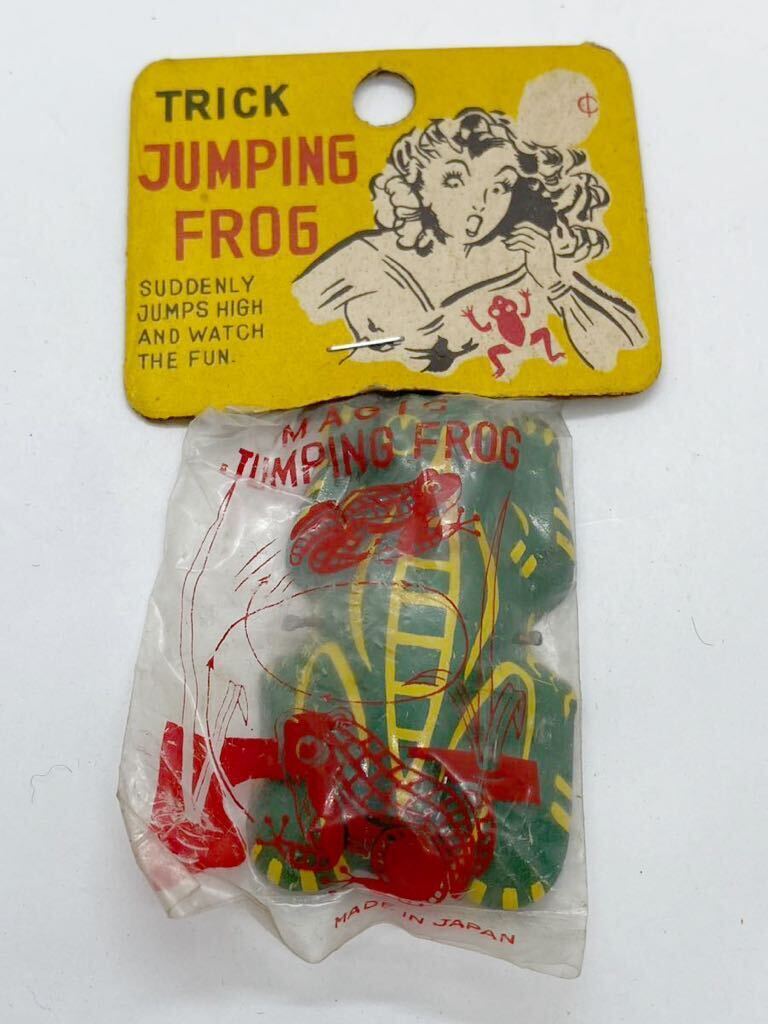 TRICK
JUMPING
FROG
¢
SUDDENLY
JUMPS HIGH
AND WATCH
THE FUN.
MAGIC
JUMPING FROG
MADE IN JAPAN